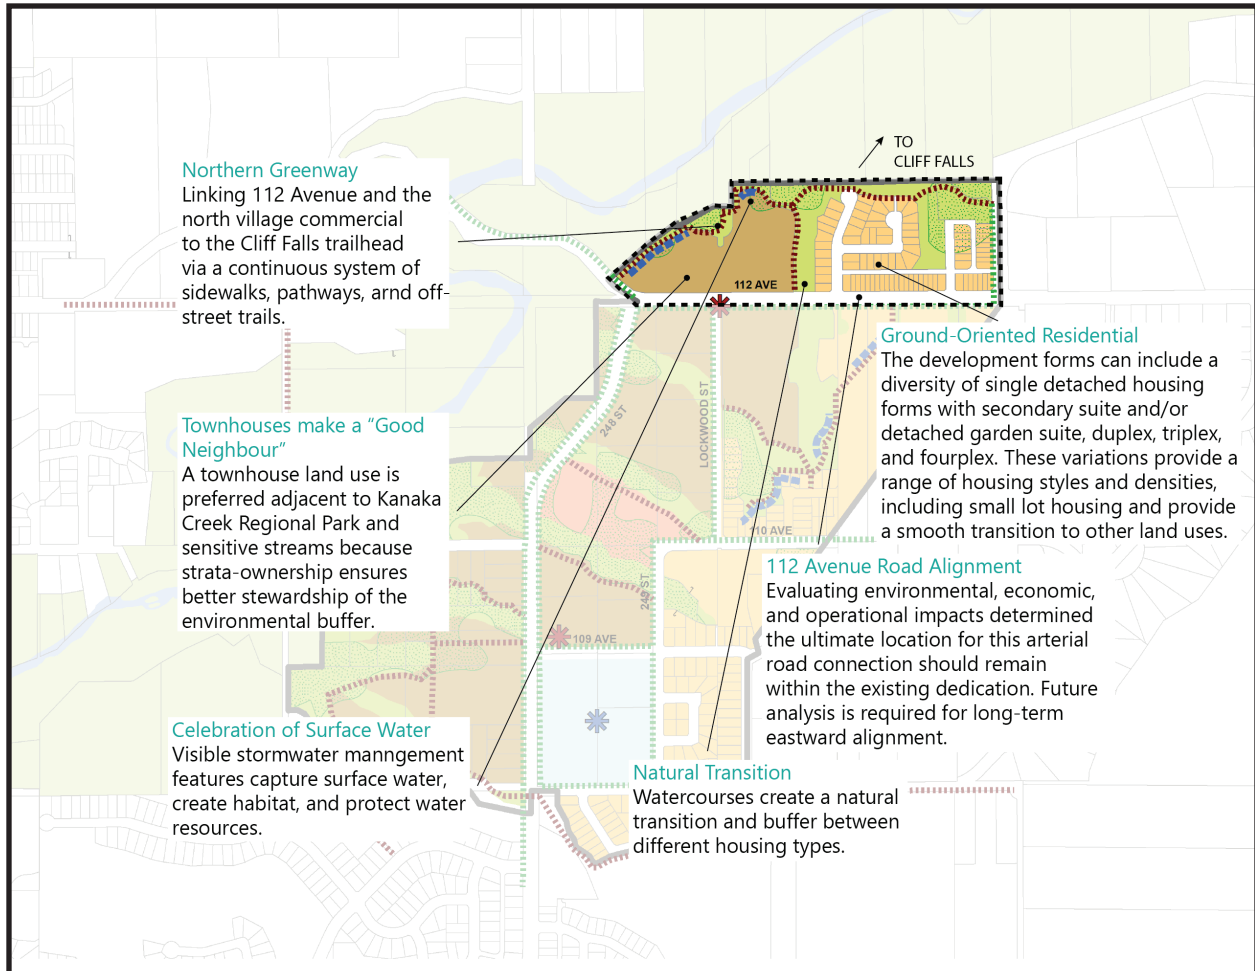 TO
CLIFF FALLS
Northern Greenway
Linking 112 Avenue and the
north village commercial
to the Cliff Falls trailhead
via a continuous system of
sidewalks, pathways, arnd off-
street trails.
112 AVE
Ground-Oriented Residential
The development forms can include a
diversity of single detached housing
forms with secondary suite and/or
detached garden suite, duplex, triplex,
and fourplex. These variations provide a
range of housing styles and densities,
including small lot housing and provide
a smooth transition to other land uses.
248 ST
LOCKWOOD ST
Townhouses make a “Good
Neighbour”
A townhouse land use is
preferred adjacent to Kanaka
Creek Regional Park and
sensitive streams because
strata-ownership ensures
better stewardship of the
environmental buffer.
110 AVE
112 Avenue Road Alignment
Evaluating environmental, economic,
and operational impacts determined
the ultimate location for this arterial
road connection should remain
within the existing dedication. Future
analysis is required for long-term
eastward alignment.
249 ST
109 AVE
Celebration of Surface Water
Visible stormwater manngement
features capture surface water,
create habitat, and protect water
resources.
Natural Transition
Watercourses create a natural
transition and buffer between
different housing types.